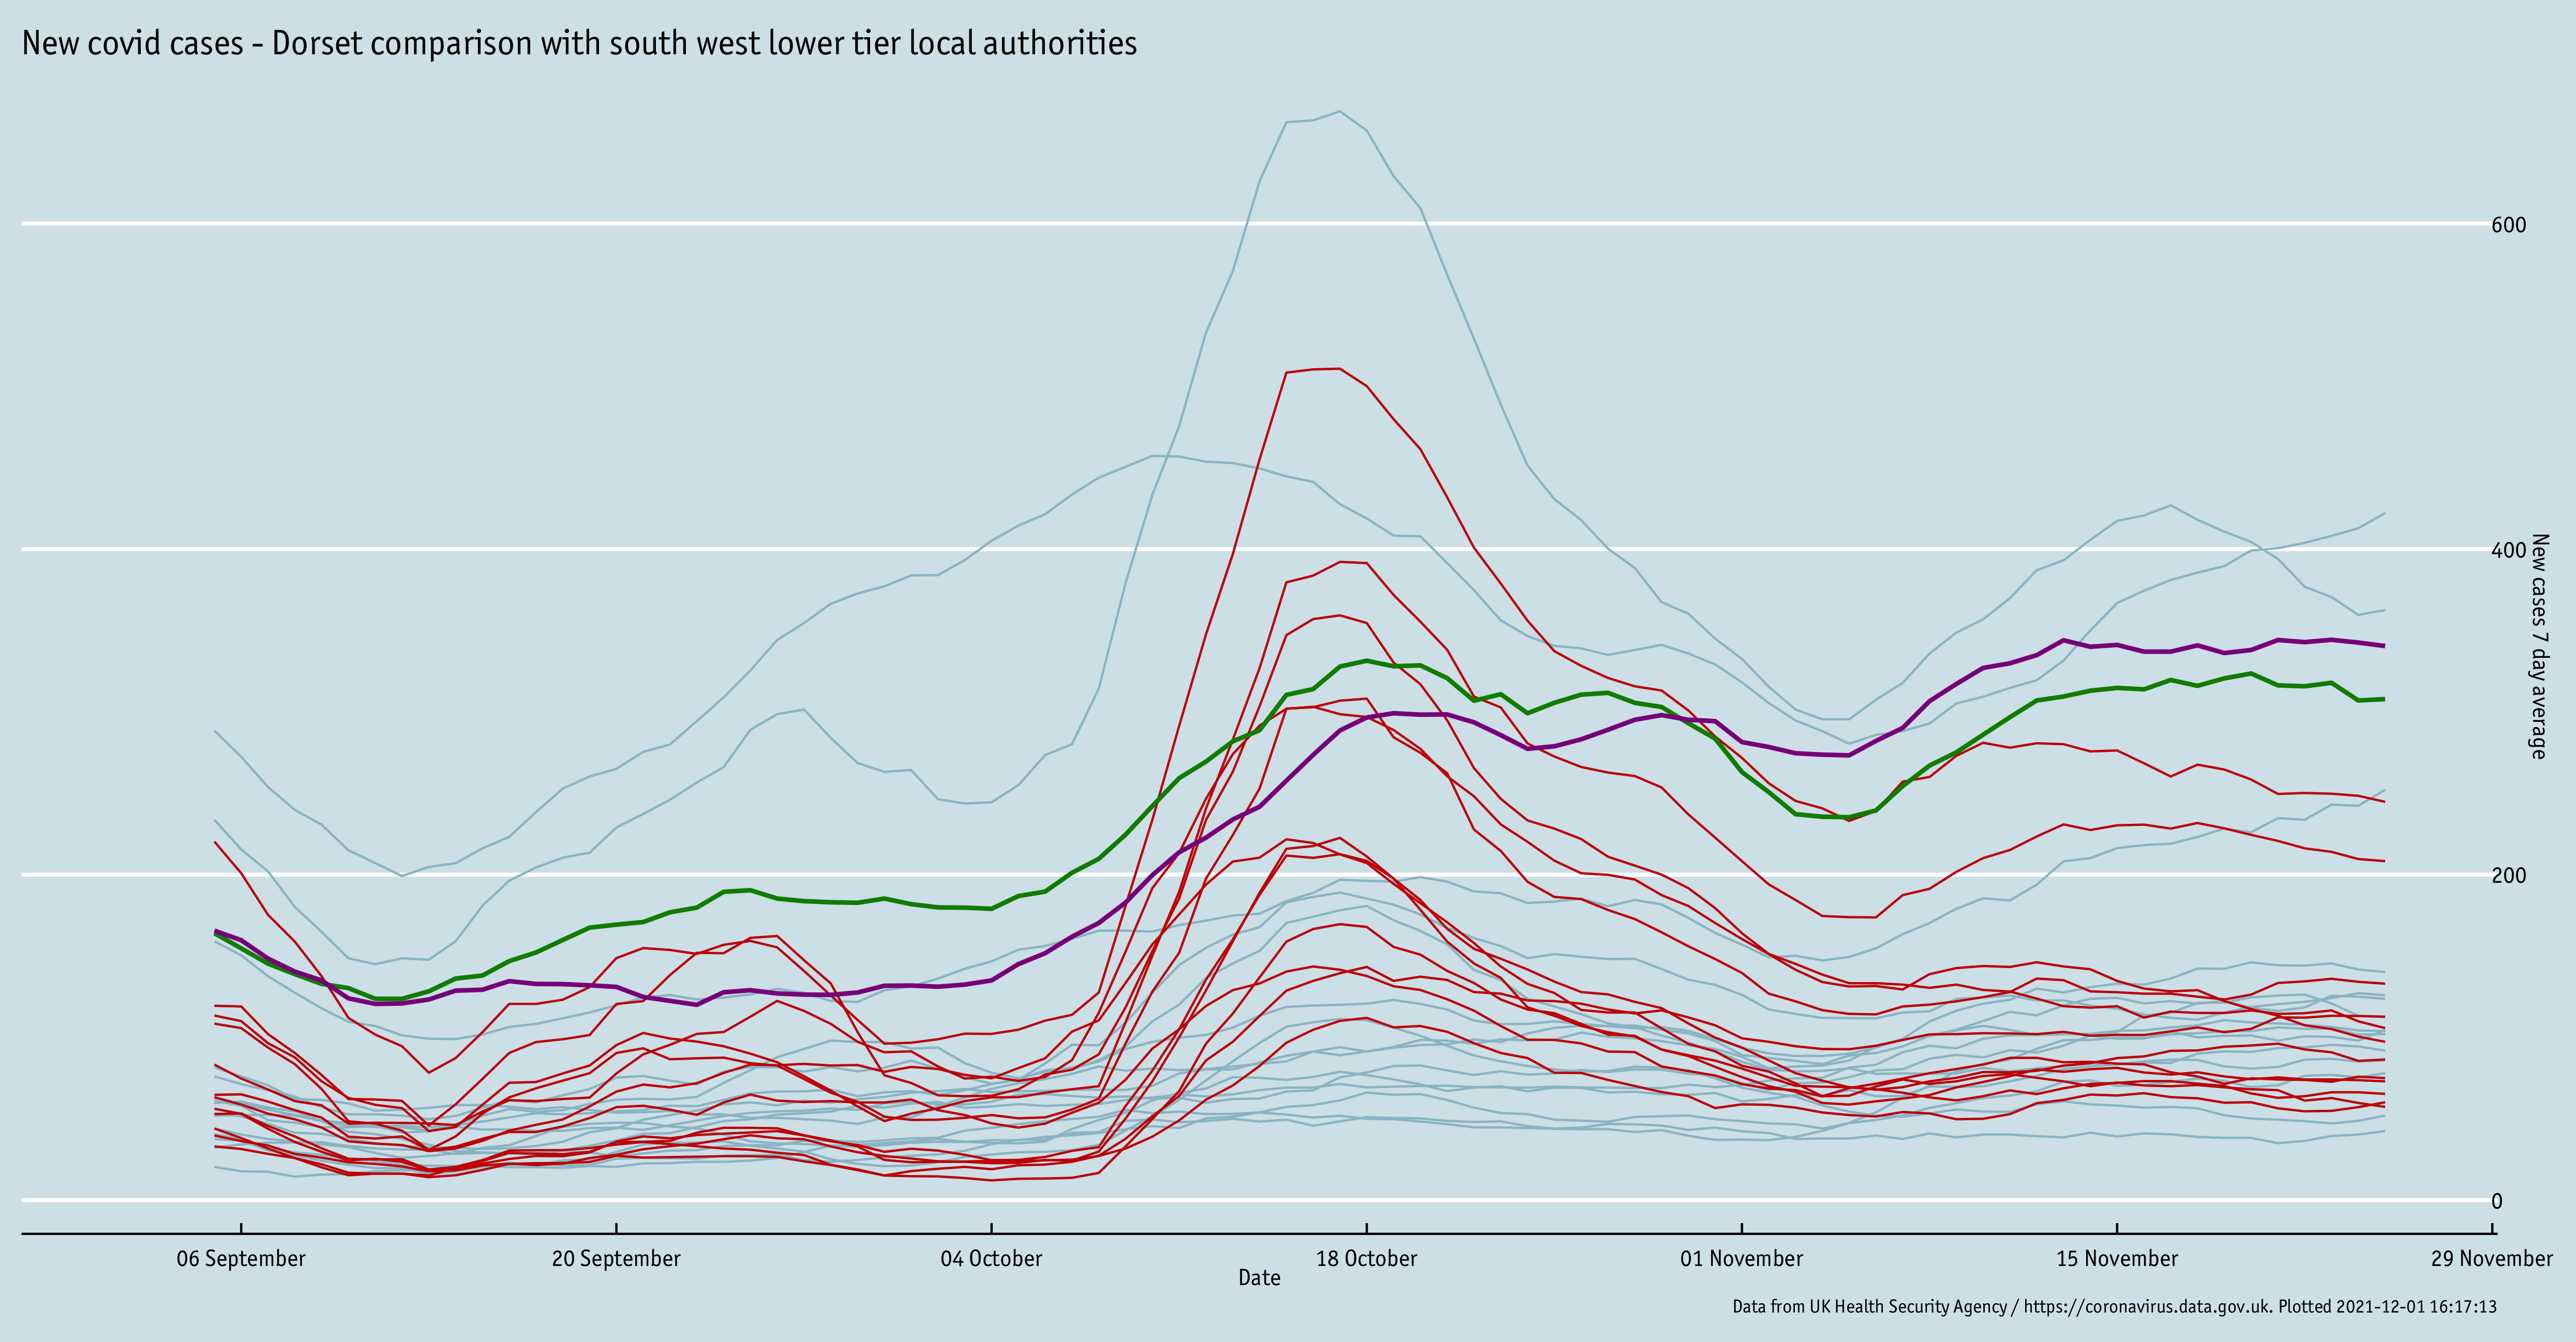 New covid cases - Dorset comparison with south west lower tier local authorities
600
400
200
0
New cases 7 day average
06 September
20 September
04 October
18 October
01 November
15 November
29 November
Date
Data from UK Health Security Agency / https://coronavirus.data.gov.uk. Plotted 2021-12-01 16:17:13